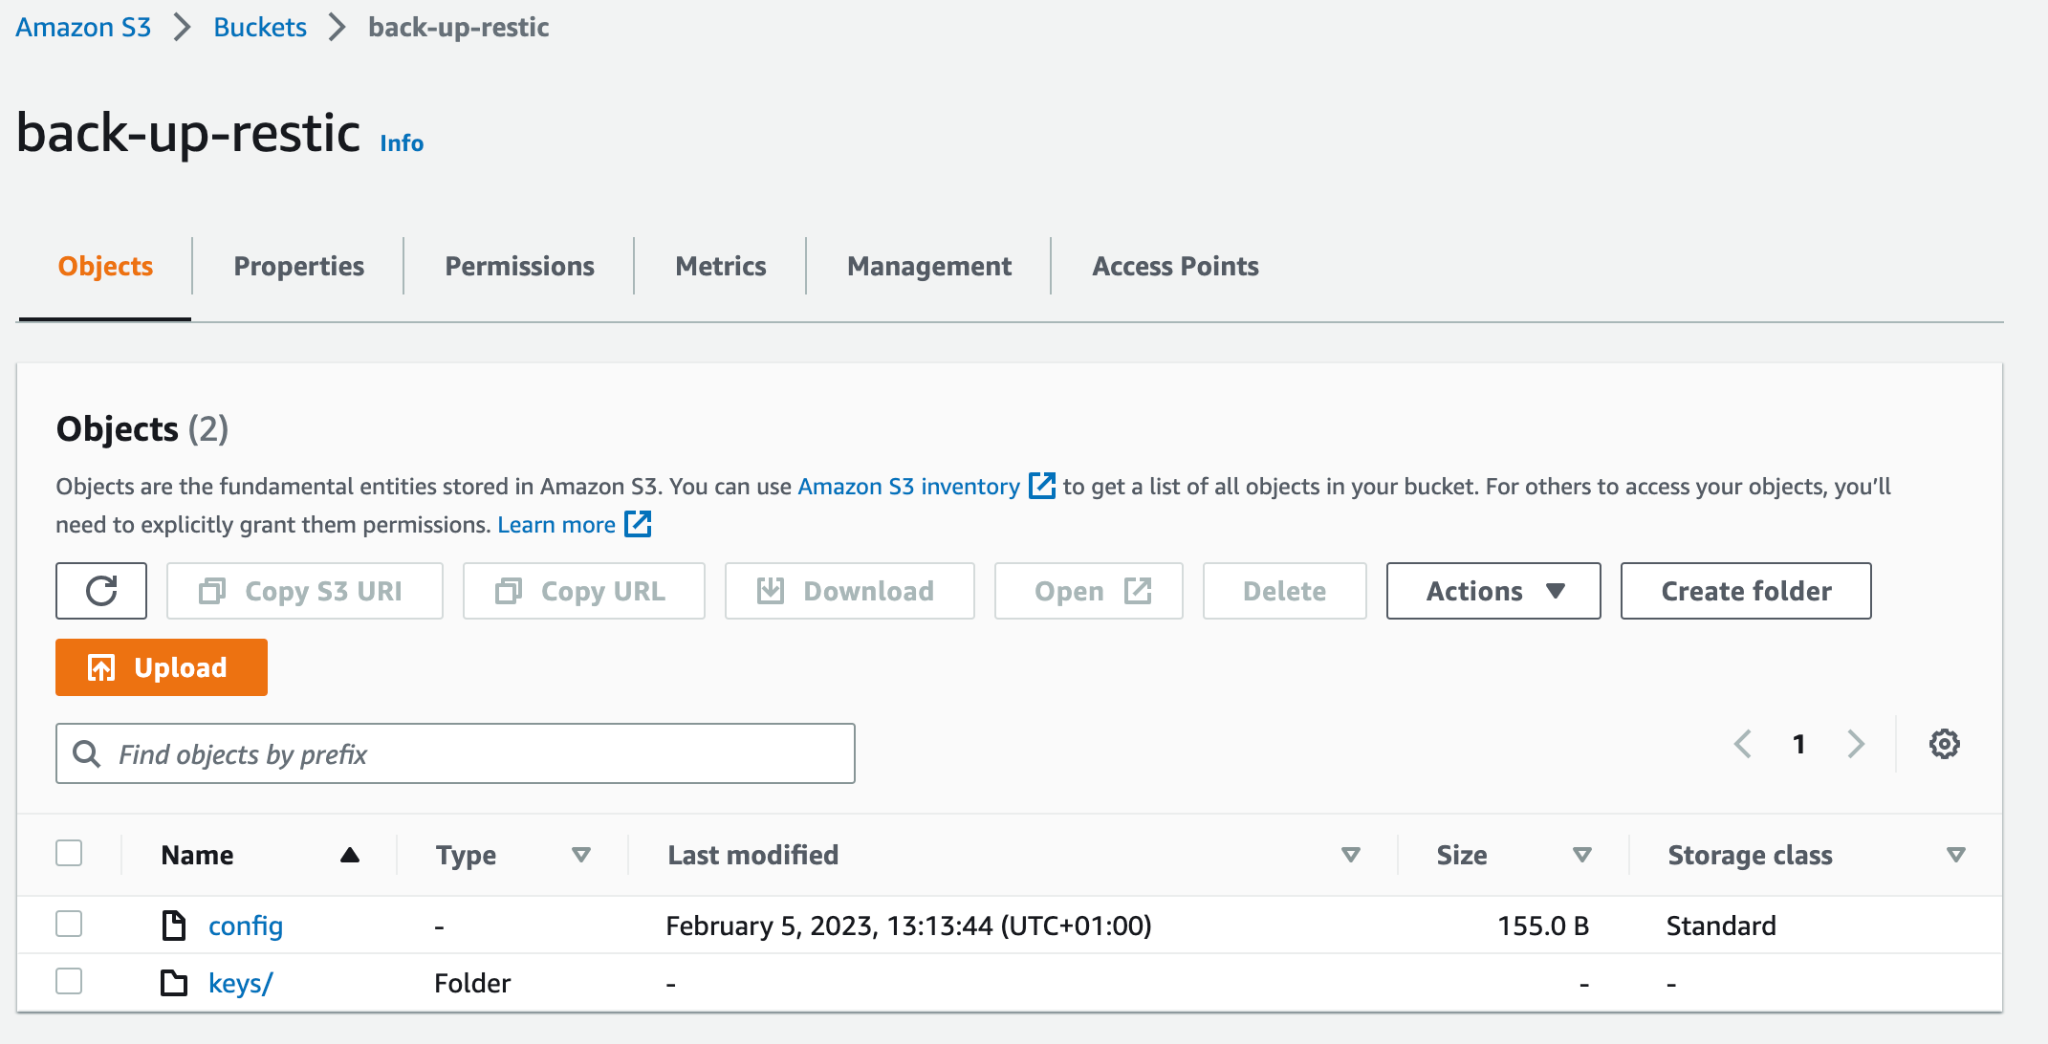 Amazon S3 > Buckets > back-up-restic
back-up-restic Info
Objects Properties Permissions Metrics Management Access Points
Objects (2)
Objects are the fundamental entities stored in Amazon S3. You can use Amazon S3 inventory to get a list of all objects in your bucket. For others to access your objects, you’ll
need to explicitly grant them permissions. Learn more
Copy S3 URI Copy URL Download Open Delete Actions Create folder
Upload
Find objects by prefix 1
Name Type Last modified Size Storage class
config - February 5, 2023, 13:13:44 (UTC+01:00) 155.0 B Standard
keys/ Folder - - -